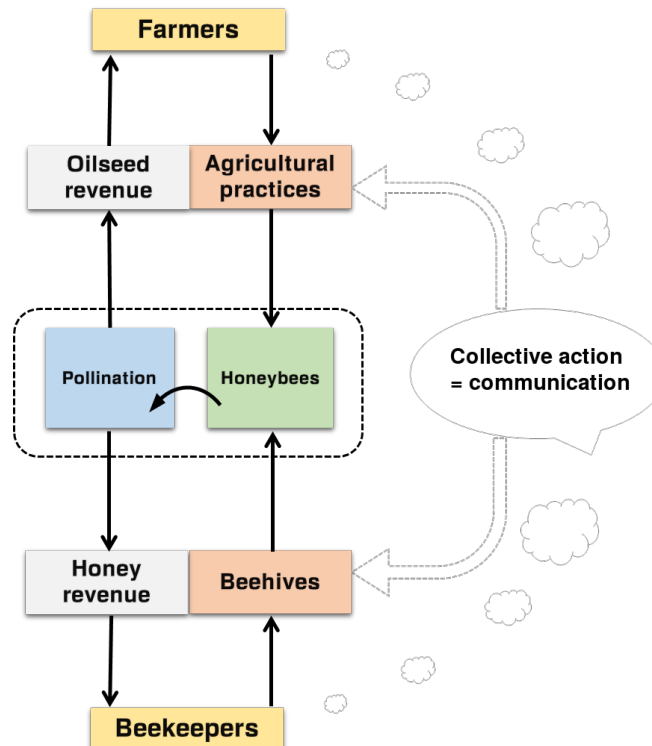 Farmers
Oilseed
revenue
Agricultural
practices
Pollination
Honeybees
Collective action
= communication
Honey
revenue
Beehives
Beekeepers